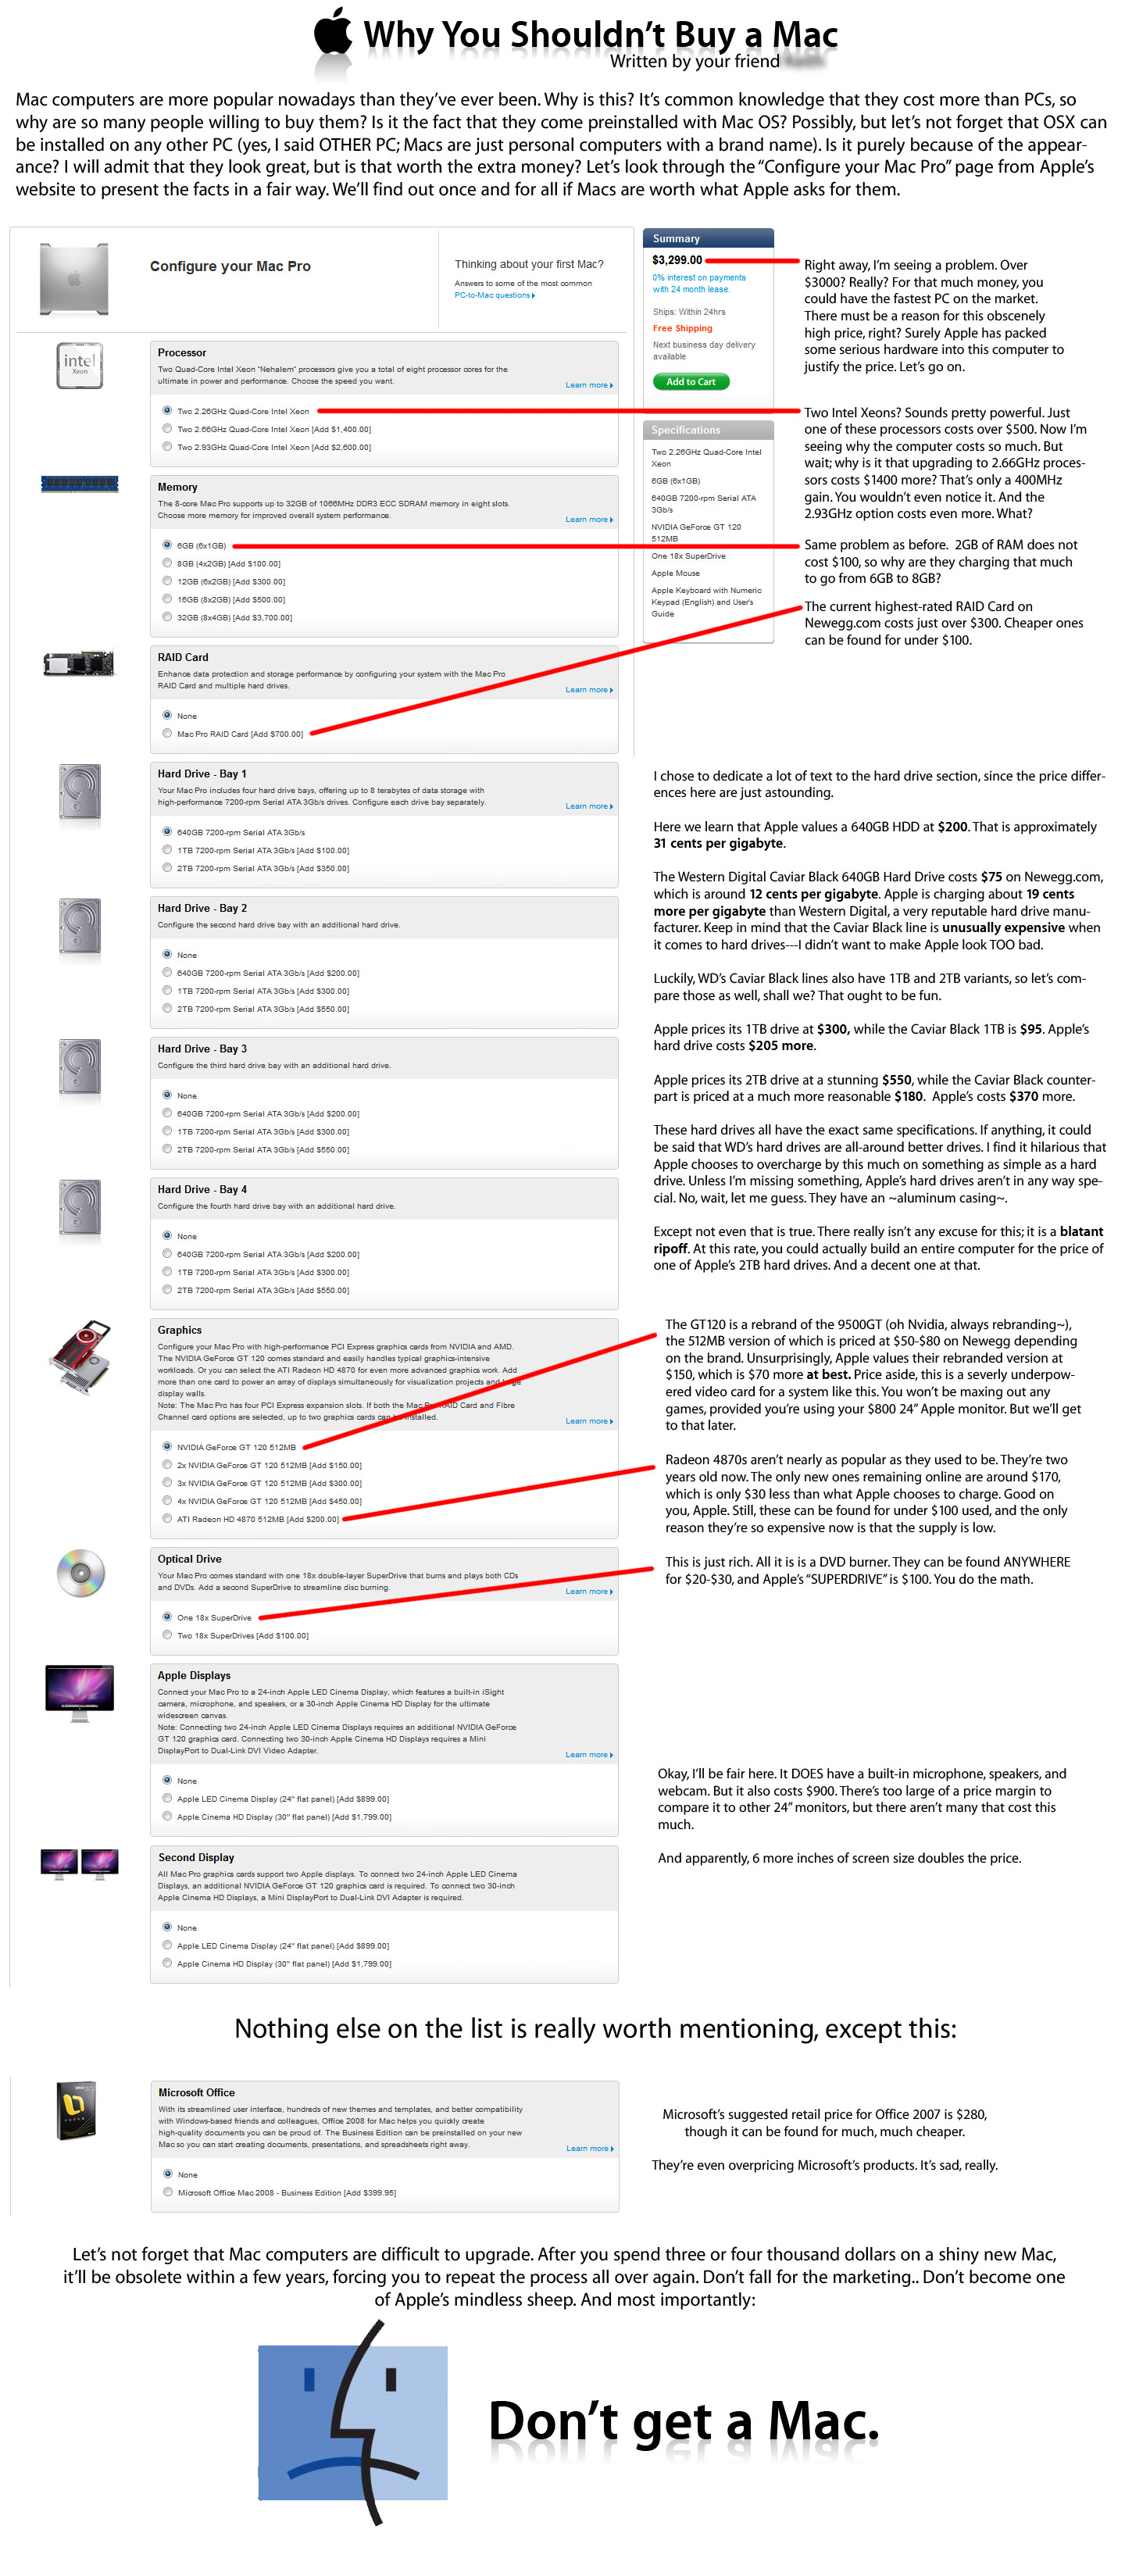 Why You Shouldn't Buy a Mac
Written by your friend
Mac computers are more popular nowadays than they've ever been. Why is this? It's common knowledge that they cost more than PCs, so
why are so many people willing to buy them? Is it the fact that they come preinstalled with Mac OS? Possibly, but let's not forget that OSX can
be installed on any other PC (yes, I said OTHER PC; Macs are just personal computers with a brand name). Is it purely because of the appear-
ance? I will admit that they look great, but is that worth the extra money? Let's look through the "Configure your Mac Pro" page from Apple's
website to present the facts in a fair way. We'll find out once and for all if Macs are worth what Apple asks for them.
Configure your Mac Pro
Thinking about your first Mac?
Answers to some of the most common
PC-to-Mac questions
Summary
$3,299.00
0% interest on payments
with 24 month lease.
Ships: Within 24hrs
Free Shipping
Next business day delivery
available
Add to Cart
Right away, I'm seeing a problem. Over
$3000? Really? For that much money, you
could have the fastest PC on the market.
There must be a reason for this obscenely
high price, right? Surely Apple has packed
some serious hardware into this computer to
justify the price. Let's go on.
intel
Xeon
Processor
Two Quad-Core Intel Xeon "Nehalem" processors give you a total of eight processor cores for the
ultimate in power and performance. Choose the speed you want.
Learn more
Two 2.26GHz Quad-Core Intel Xeon
Two 2.66GHz Quad-Core Intel Xeon [Add $1,400.00]
Two 2.93GHz Quad-Core Intel Xeon [Add $2,600.00]
Two Intel Xeons? Sounds pretty powerful. Just
one of these processors costs over $500. Now I'm
seeing why the computer costs so much. But
wait; why is it that upgrading to 2.66GHz proces-
sors costs $1400 more? That's only a 400MHz
gain. You wouldn't even notice it. And the
2.93GHz option costs even more. What?
Specifications
Two 2.26GHz Quad-Core Intel
Xeon
6GB (6x1GB)
640GB 7200-rpm Serial ATA
3Gb/s
NVIDIA GeForce GT 120
512MB
One 18x SuperDrive
Apple Mouse
Apple Keyboard with Numeric
Keypad (English) and User's
Guide
Memory
The 8-core Mac Pro supports up to 32GB of 1066MHz DDR3 ECC SDRAM memory in eight slots.
Choose more memory for improved overall system performance.
Learn more
6GB (6x1GB)
8GB (4x2GB) [Add $100.00]
12GB (6x2GB) [Add $300.00]
16GB (8x2GB) [Add $500.00]
32GB (8x4GB) [Add $3,700.00]
Same problem as before. 2GB of RAM does not
cost $100, so why are they charging that much
to go from 6GB to 8GB?
The current highest-rated RAID Card on
Newegg.com costs just over $300. Cheaper ones
can be found for under $100.
RAID Card
Enhance data protection and storage performance by configuring your system with the Mac Pro
RAID Card and multiple hard drives.
Learn more
None
Mac Pro RAID Card [Add $700.00]
Hard Drive - Bay 1
Your Mac Pro includes four hard drive bays, offering up to 8 terabytes of data storage with
high-performance 7200-rpm Serial ATA 3Gb/s drives. Configure each drive bay separately.
Learn more
640GB 7200-rpm Serial ATA 3Gb/s
1TB 7200-rpm Serial ATA 3Gb/s [Add $100.00]
2TB 7200-rpm Serial ATA 3Gb/s [Add $350.00]
Hard Drive - Bay 2
Configure the second hard drive bay with an additional hard drive.
None
640GB 7200-rpm Serial ATA 3Gb/s [Add $200.00]
1TB 7200-rpm Serial ATA 3Gb/s [Add $300.00]
2TB 7200-rpm Serial ATA 3Gb/s [Add $550.00]
Hard Drive - Bay 3
Configure the third hard drive bay with an additional hard drive.
None
640GB 7200-rpm Serial ATA 3Gb/s [Add $200.00]
1TB 7200-rpm Serial ATA 3Gb/s [Add $300.00]
2TB 7200-rpm Serial ATA 3Gb/s [Add $550.00]
Hard Drive - Bay 4
Configure the fourth hard drive bay with an additional hard drive.
None
640GB 7200-rpm Serial ATA 3Gb/s [Add $200.00]
1TB 7200-rpm Serial ATA 3Gb/s [Add $300.00]
2TB 7200-rpm Serial ATA 3Gb/s [Add $550.00]
I chose to dedicate a lot of text to the hard drive section, since the price differ-
ences here are just astounding.
Here we learn that Apple values a 640GB HDD at $200. That is approximately
31 cents per gigabyte.
The Western Digital Caviar Black 640GB Hard Drive costs $75 on Newegg.com,
which is around 12 cents per gigabyte. Apple is charging about 19 cents
more per gigabyte than Western Digital, a very reputable hard drive manu-
facturer. Keep in mind that the Caviar Black line is unusually expensive when
it comes to hard drives---I didn't want to make Apple look TOO bad.
Luckily, WD's Caviar Black lines also have 1TB and 2TB variants, so let's com-
pare those as well, shall we? That ought to be fun.
Apple prices its 1TB drive at $300, while the Caviar Black 1TB is $95. Apple's
hard drive costs $205 more.
Apple prices its 2TB drive at a stunning $550, while the Caviar Black counter-
part is priced at a much more reasonable $180. Apple's costs $370 more.
These hard drives all have the exact same specifications. If anything, it could
be said that WD's hard drives are all-around better drives. I find it hilarious that
Apple chooses to overcharge by this much on something as simple as a hard
drive. Unless I'm missing something, Apple's hard drives aren't in any way spe-
cial. No, wait, let me guess. They have an ~aluminum casing~.
Except not even that is true. There really isn't any excuse for this; it is a blatant
ripoff. At this rate, you could actually build an entire computer for the price of
one of Apple's 2TB hard drives. And a decent one at that.
Graphics
Configure your Mac Pro with high-performance PCI Express graphics cards from NVIDIA and AMD.
The NVIDIA GeForce GT 120 comes standard and easily handles typical graphics-intensive
workloads. Or you can select the ATI Radeon HD 4870 for even more advanced graphics work. Add
more than one card to power an array of displays simultaneously for visualization projects and large
display walls.
Note: The Mac Pro has four PCI Express expansion slots. If both the Mac Pro RAID Card and Fibre
Channel card options are selected, up to two graphics cards can be installed.
Learn more
NVIDIA GeForce GT 120 512MB
2x NVIDIA GeForce GT 120 512MB [Add $150.00]
3x NVIDIA GeForce GT 120 512MB [Add $300.00]
4x NVIDIA GeForce GT 120 512MB [Add $450.00]
ATI Radeon HD 4870 512MB [Add $200.00]
The GT120 is a rebrand of the 9500GT (oh Nvidia, always rebranding~),
the 512MB version of which is priced at $50-$80 on Newegg depending
on the brand. Unsurprisingly, Apple values their rebranded version at
$150, which is $70 more at best. Price aside, this is a severly underpow-
ered video card for a system like this. You won't be maxing out any
games, provided you're using your $800 24" Apple monitor. But we'll get
to that later.
Radeon 4870s aren't nearly as popular as they used to be. They're two
years old now. The only new ones remaining online are around $170,
which is only $30 less than what Apple chooses to charge. Good on
you, Apple. Still, these can be found for under $100 used, and the only
reason they're so expensive now is that the supply is low.
Optical Drive
Your Mac Pro comes standard with one 18x double-layer SuperDrive that burns and plays both CDs
and DVDs. Add a second SuperDrive to streamline disc burning.
Learn more
One 18x SuperDrive
Two 18x SuperDrives [Add $100.00]
This is just rich. All it is is a DVD burner. They can be found ANYWHERE
for $20-$30, and Apple's "SUPERDRIVE" is $100. You do the math.
Apple Displays
Connect your Mac Pro to a 24-inch Apple LED Cinema Display, which features a built-in iSight
camera, microphone, and speakers, or a 30-inch Apple Cinema HD Display for the ultimate
widescreen canvas.
Note: Connecting two 24-inch Apple LED Cinema Displays requires an additional NVIDIA GeForce
GT 120 graphics card. Connecting two 30-inch Apple Cinema HD Displays requires a Mini
DisplayPort to Dual-Link DVI Video Adapter.
Learn more
None
Apple LED Cinema Display (24" flat panel) [Add $899.00]
Apple Cinema HD Display (30" flat panel) [Add $1,799.00]
Okay, I'll be fair here. It DOES have a built-in microphone, speakers, and
webcam. But it also costs $900. There's too large of a price margin to
compare it to other 24" monitors, but there aren't many that cost this
much.
And apparently, 6 more inches of screen size doubles the price.
Second Display
All Mac Pro graphics cards support two Apple displays. To connect two 24-inch Apple LED Cinema
Displays, an additional NVIDIA GeForce GT 120 graphics card is required. To connect two 30-inch
Apple Cinema HD Displays, a Mini DisplayPort to Dual-Link DVI Adapter is required.
None
Apple LED Cinema Display (24" flat panel) [Add $899.00]
Apple Cinema HD Display (30" flat panel) [Add $1,799.00]
Nothing else on the list is really worth mentioning, except this:
Microsoft Office
With its streamlined user interface, hundreds of new themes and templates, and better compatibility
with Windows-based friends and colleagues, Office 2008 for Mac helps you quickly create
high-quality documents you can be proud of. The Business Edition can be preinstalled on your new
Mac so you can start creating documents, presentations, and spreadsheets right away.
Learn more
None
Microsoft Office Mac 2008 - Business Edition [Add $399.95]
Microsoft's suggested retail price for Office 2007 is $280,
though it can be found for much, much cheaper.
They're even overpricing Microsoft's products. It's sad, really.
Let's not forget that Mac computers are difficult to upgrade. After you spend three or four thousand dollars on a shiny new Mac,
it'll be obsolete within a few years, forcing you to repeat the process all over again. Don't fall for the marketing.. Don't become one
of Apple's mindless sheep. And most importantly:
Don't get a Mac.